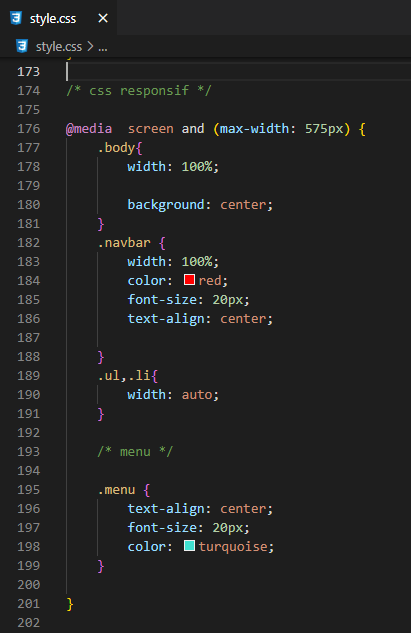 style.css ×
style.css > ...
173
174 /* css responsif */
175
176 @media  screen and (max-width: 575px) {
177     .body{
178         width: 100%;
179
180         background: center;
181     }
182     .navbar {
183         width: 100%;
184         color: red;
185         font-size: 20px;
186         text-align: center;
187
188     }
189     .ul,.li{
190         width: auto;
191     }
192
193     /* menu */
194
195     .menu {
196         text-align: center;
197         font-size: 20px;
198         color: turquoise;
199     }
200
201 }
202